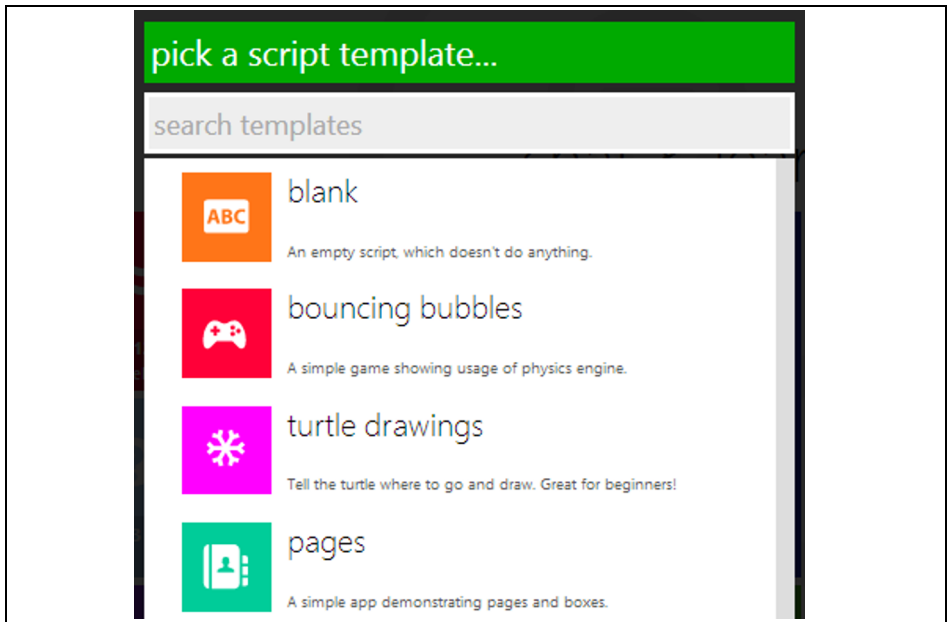 pick a script template...
search templates
ABC
blank
An empty script, which doesn't do anything.
bouncing bubbles
A simple game showing usage of physics engine.
turtle drawings
Tell the turtle where to go and draw. Great for beginners!
pages
A simple app demonstrating pages and boxes.